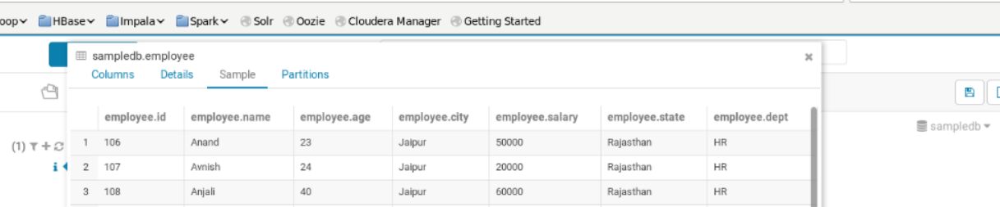 oop HBase Impala Spark Solr Oozie Cloudera Manager Getting Started
sampledb.employee
Columns Details Sample Partitions
employee.id employee.name employee.age employee.city employee.salary employee.state employee.dept
sampledb
(1)
1 106 Anand 23 Jaipur 50000 Rajasthan HR
2 107 Avnish 24 Jaipur 20000 Rajasthan HR
3 108 Anjali 40 Jaipur 60000 Rajasthan HR